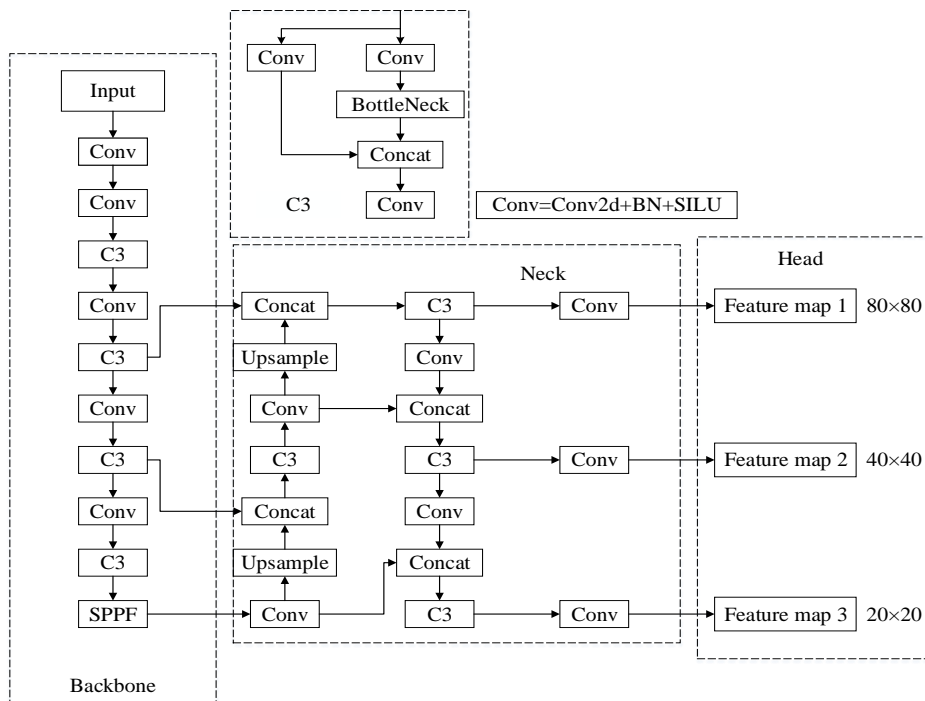 Input
Conv
Conv
C3
Conv
C3
Conv
C3
Conv
C3
SPPF
Backbone
Conv
Conv
BottleNeck
Concat
Conv
C3
Conv=Conv2d+BN+SILU
Neck
Concat
Upsample
Conv
C3
Concat
Upsample
Conv
C3
Conv
Concat
C3
Conv
Concat
C3
Conv
Conv
Conv
Head
Feature map 1
80×80
Feature map 2
40×40
Feature map 3
20×20